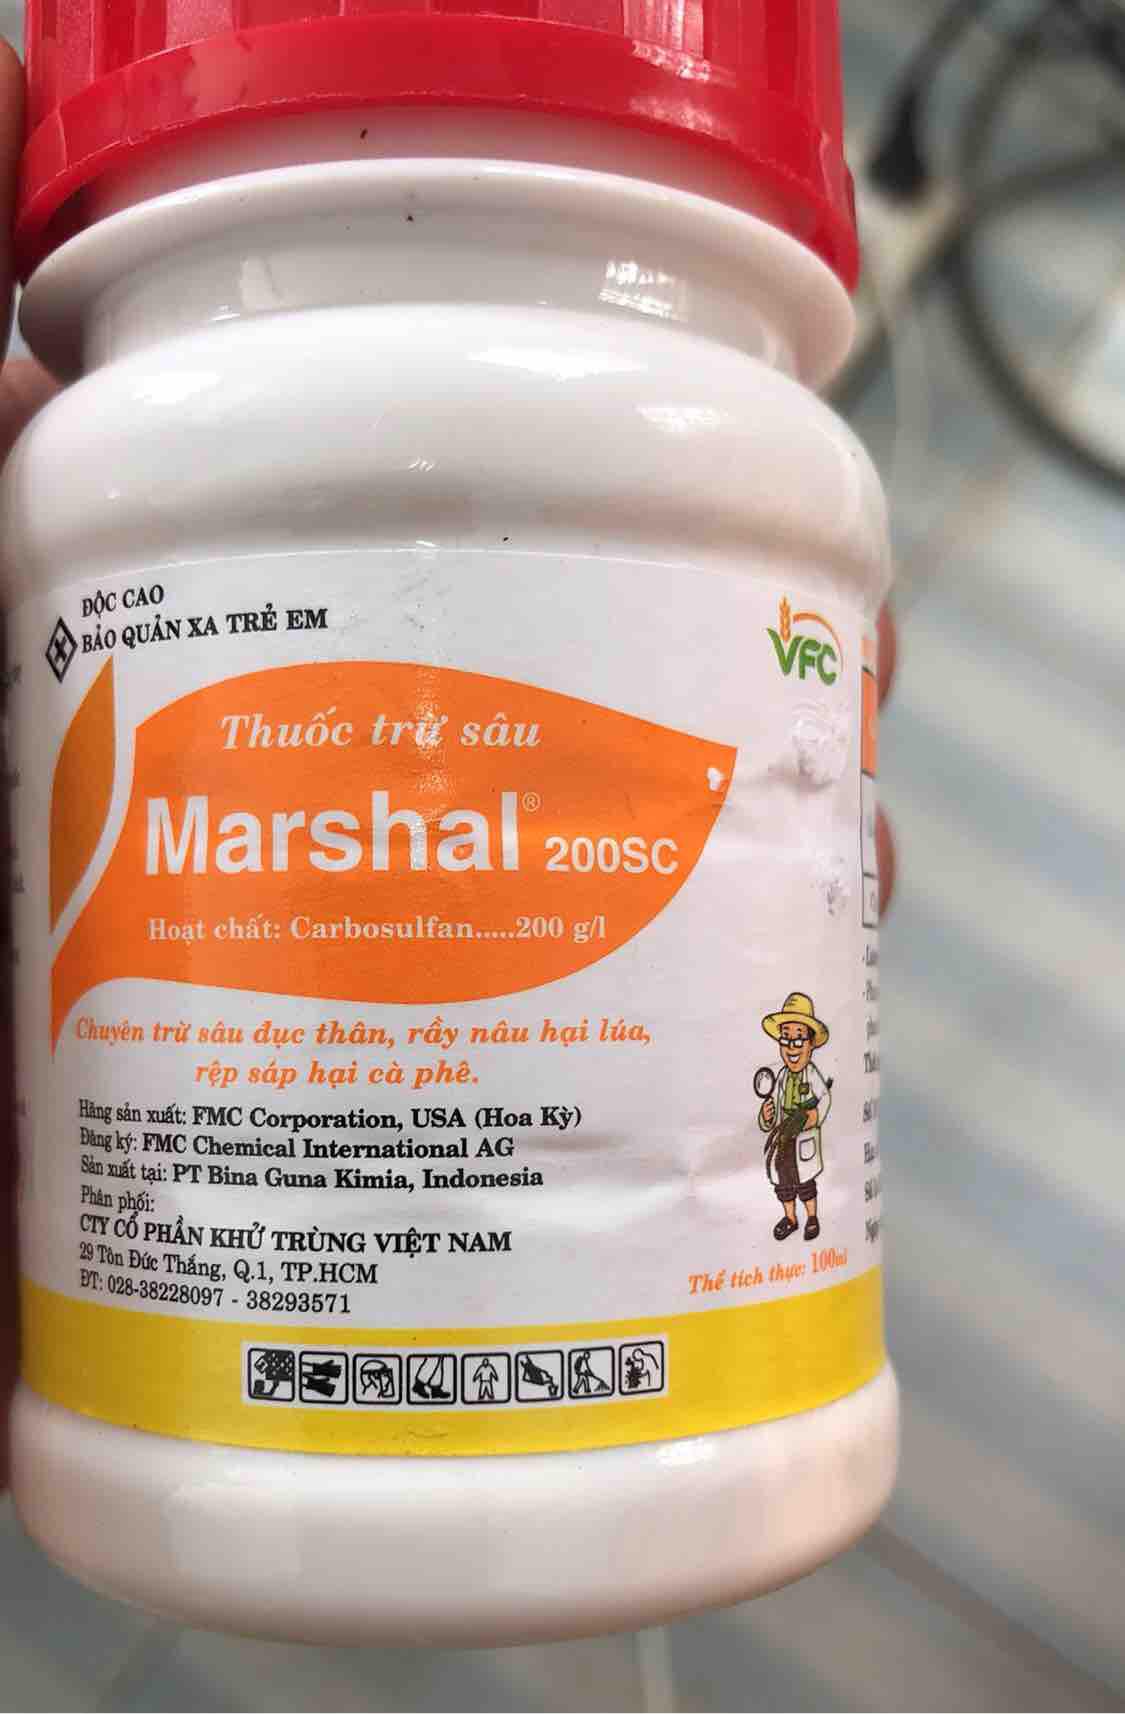 ĐỘC CAO
BẢO QUẢN XA TRẺ EM
VFC
Thuốc trừ sâu
Marshal® 200SC
Hoạt chất: Carbosulfan.....200 g/l
Chuyên trừ sâu đục thân, rầy nâu hại lúa,
rệp sáp hại cà phê.
Hãng sản xuất: FMC Corporation, USA (Hoa Kỳ)
Đăng ký: FMC Chemical International AG
Sản xuất tại: PT Bina Guna Kimia, Indonesia
Phân phối:
CTY CỔ PHẦN KHỬ TRÙNG VIỆT NAM
29 Tôn Đức Thắng, Q.1, TP.HCM
ĐT: 028-38228097 - 38293571
Thể tích thực: 100ml